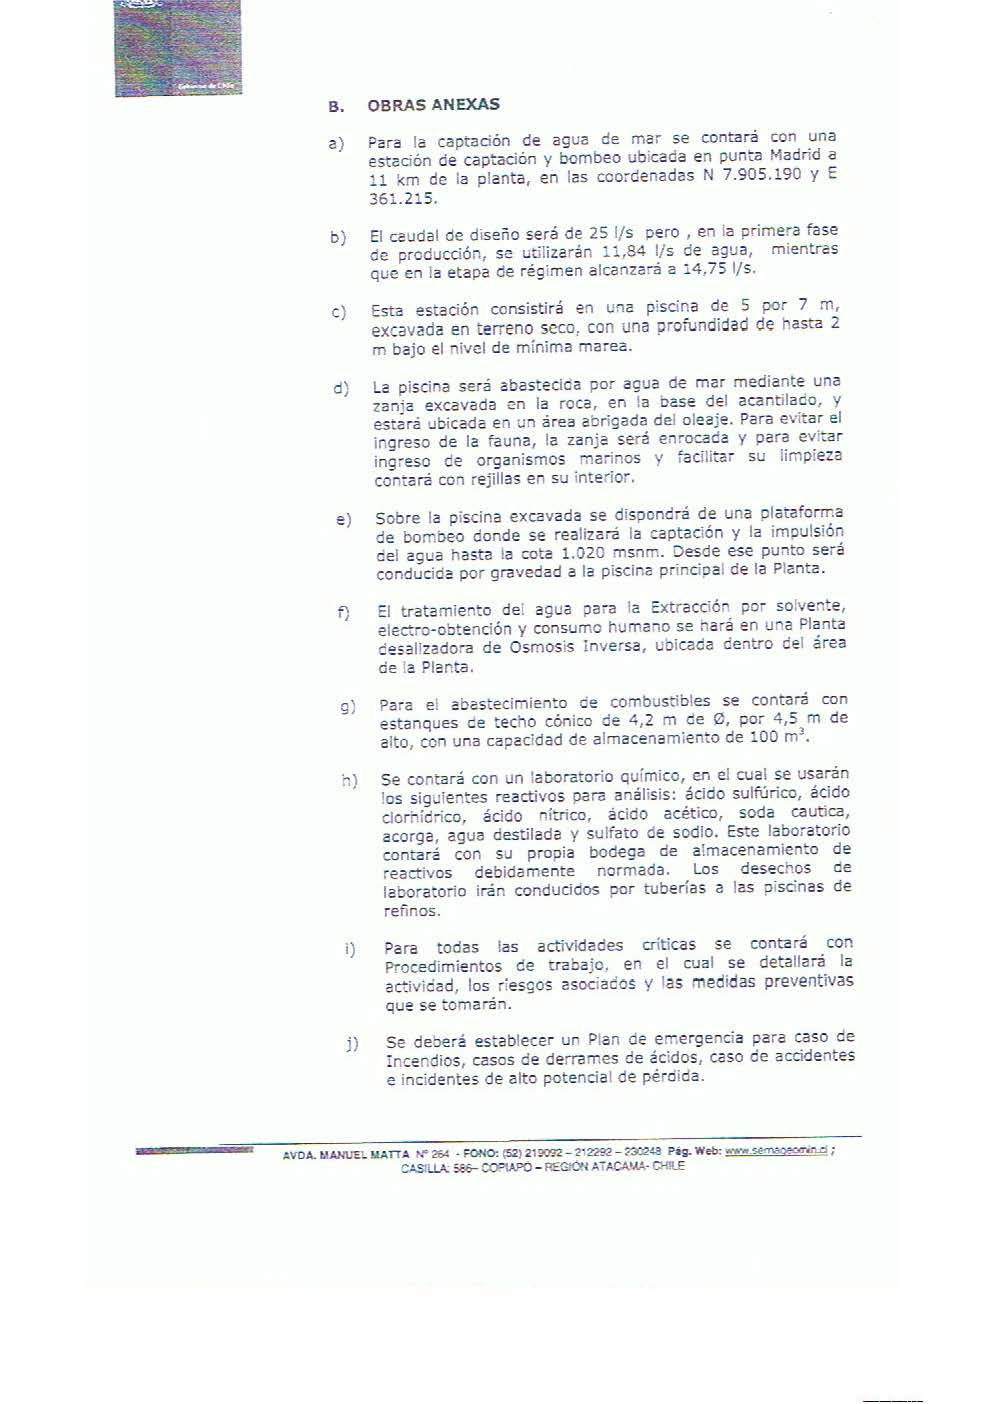 Gobierno de Chile
B. OBRAS ANEXAS
a) Para la captación de agua de mar se contará con una
estación de captación y bombeo ubicada en punta Madrid a
11 km de la planta, en las coordenadas N 7.905.190 y E
361.215.
b) El caudal de diseño será de 25 l/s pero , en la primera fase
de producción, se utilizarán 11,84 l/s de agua, mientras
que en la etapa de régimen alcanzará a 14,75 l/s.
c) Esta estación consistirá en una piscina de 5 por 7 m,
excavada en terreno seco, con una profundidad de hasta 2
m bajo el nivel de mínima marea.
d) La piscina será abastecida por agua de mar mediante una
zanja excavada en la roca, en la base del acantilado, y
estará ubicada en un área abrigada del oleaje. Para evitar el
ingreso de la fauna, la zanja será enrocada y para evitar
ingreso de organismos marinos y facilitar su limpieza
contará con rejillas en su interior.
e) Sobre la piscina excavada se dispondrá de una plataforma
de bombeo donde se realizará la captación y la impulsión
del agua hasta la cota 1.020 msnm. Desde ese punto será
conducida por gravedad a la piscina principal de la Planta.
f) El tratamiento del agua para la Extracción por solvente,
electro-obtención y consumo humano se hará en una Planta
desalizadora de Osmosis Inversa, ubicada dentro del área
de la Planta.
g) Para el abastecimiento de combustibles se contará con
estanques de techo cónico de 4,2 m de Ø, por 4,5 m de
alto, con una capacidad de almacenamiento de 100 m³.
h) Se contará con un laboratorio químico, en el cual se usarán
los siguientes reactivos para análisis: ácido sulfúrico, ácido
clorhídrico, ácido nítrico, ácido acético, soda cautica,
acorga, agua destilada y sulfato de sodio. Este laboratorio
contará con su propia bodega de almacenamiento de
reactivos debidamente normada. Los desechos de
laboratorio irán conducidos por tuberías a las piscinas de
refinos.
i) Para todas las actividades críticas se contará con
Procedimientos de trabajo, en el cual se detallará la
actividad, los riesgos asociados y las medidas preventivas
que se tomarán.
j) Se deberá establecer un Plan de emergencia para caso de
Incendios, casos de derrames de ácidos, caso de accidentes
e incidentes de alto potencial de pérdida.
AVDA. MANUEL MATTA N° 264 - FONO: (52) 219092 – 212292 – 230248 Pág. Web: www.sernageomin.cl ;
CASILLA: 586– COPIAPÓ – REGIÓN ATACAMA- CHILE